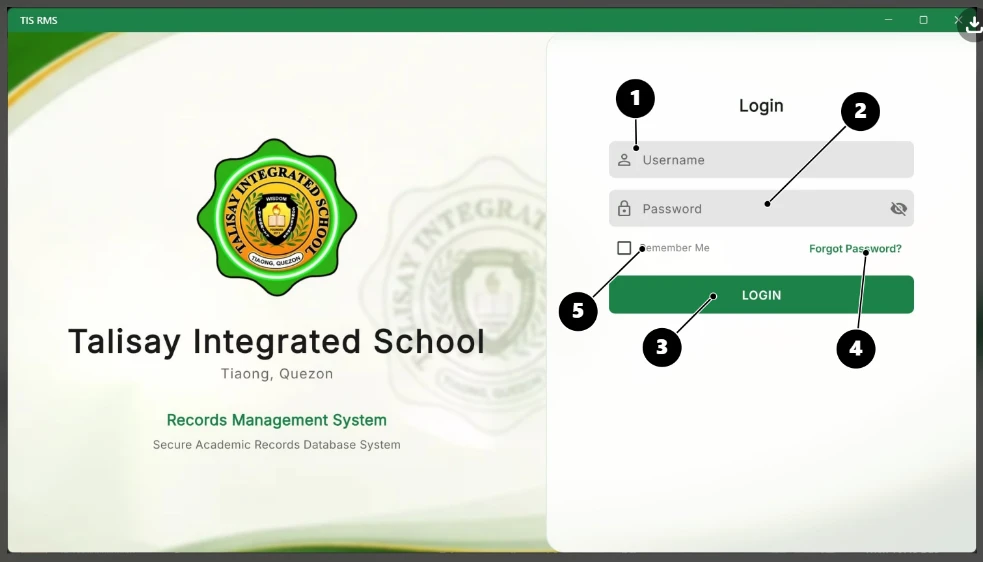 TIS RMS
TALISAY INTEGRATED SCHOOL
WISDOM
TIAONG, QUEZON
Talisay Integrated School
Tiaong, Quezon
Records Management System
Secure Academic Records Database System
Login
1
2
Username
Password
Remember Me
Forgot Password?
5
LOGIN
3
4